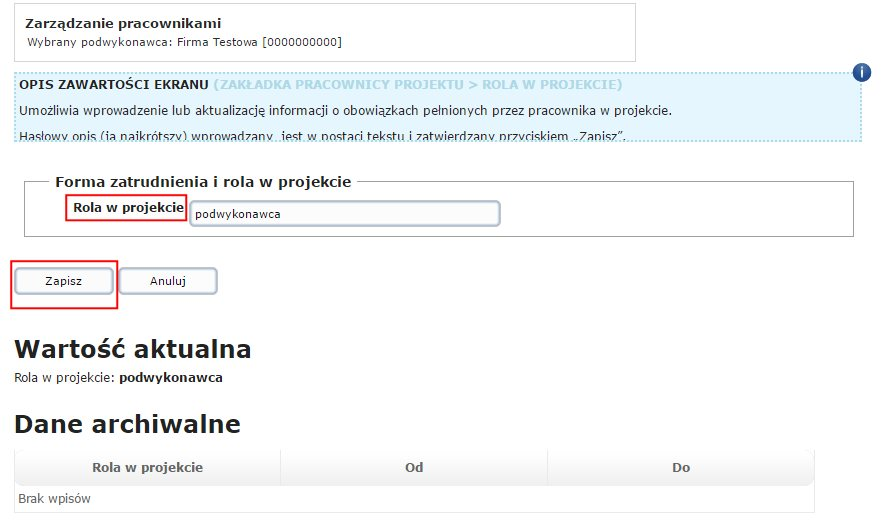 Zarządzanie pracownikami
Wybrany podwykonawca: Firma Testowa [0000000000]
i
OPIS ZAWARTOŚCI EKRANU (ZAKŁADKA PRACOWNICY PROJEKTU > ROLA W PROJEKCIE)
Umożliwia wprowadzenie lub aktualizację informacji o obowiązkach pełnionych przez pracownika w projekcie.
Hasłowy opis (ja najkrótszy) wprowadzany jest w postaci tekstu i zatwierdzany przyciskiem „Zapisz”.
Forma zatrudnienia i rola w projekcie
Rola w projekcie podwykonawca
Zapisz Anuluj
Wartość aktualna
Rola w projekcie: podwykonawca
Dane archiwalne
Rola w projekcie Od Do
Brak wpisów